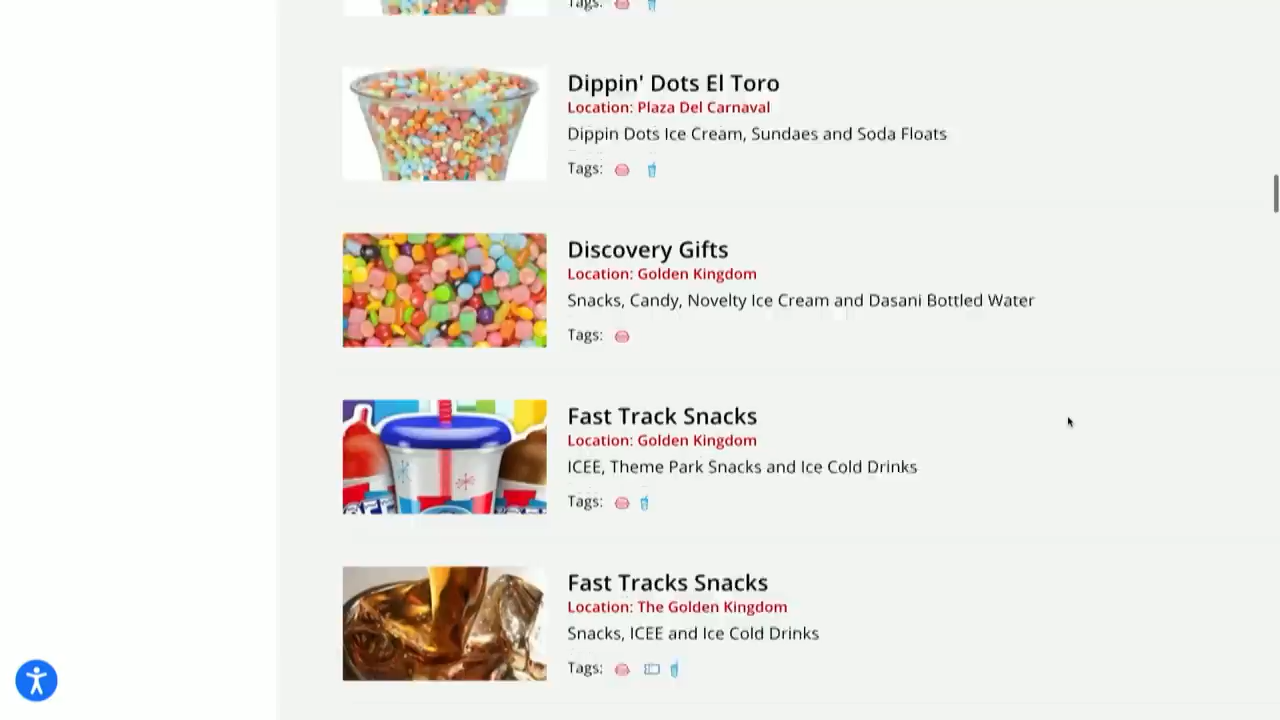 Tags:
Dippin' Dots El Toro
Location: Plaza Del Carnaval
Dippin Dots Ice Cream, Sundaes and Soda Floats
Tags:
Discovery Gifts
Location: Golden Kingdom
Snacks, Candy, Novelty Ice Cream and Dasani Bottled Water
Tags:
Fast Track Snacks
Location: Golden Kingdom
ICEE, Theme Park Snacks and Ice Cold Drinks
Tags:
Fast Tracks Snacks
Location: The Golden Kingdom
Snacks, ICEE and Ice Cold Drinks
Tags: